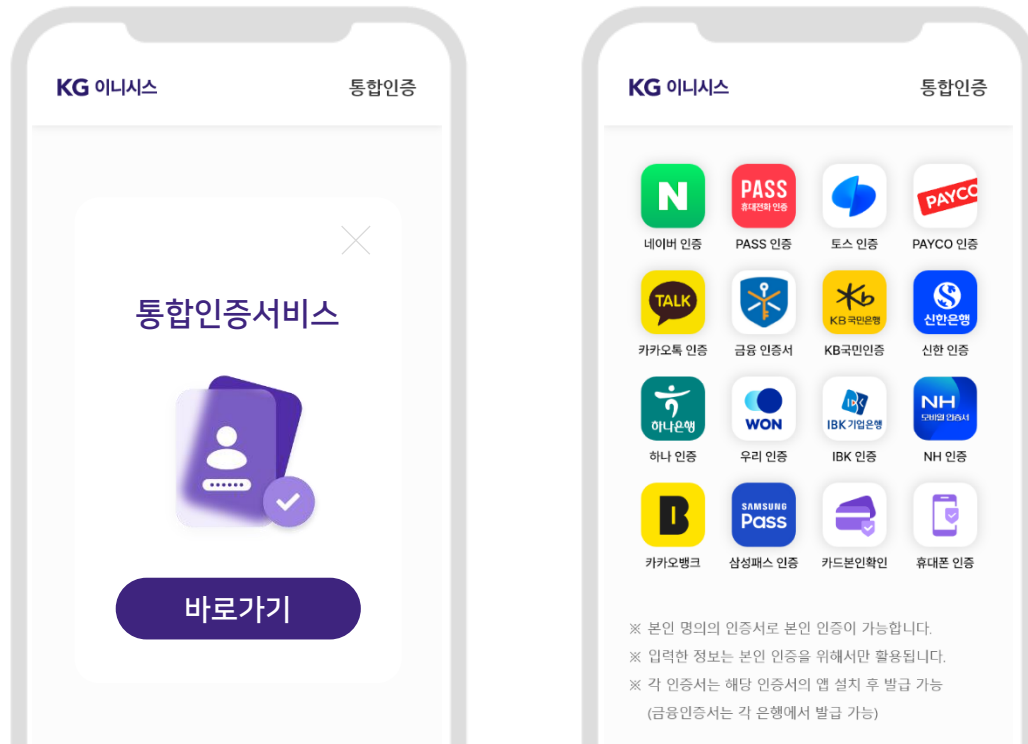 KG 이니시스
통합인증
통합인증서비스
바로가기
KG 이니시스
통합인증
N
PASS
휴대전화 인증
PAYCO
네이버 인증
PASS 인증
토스 인증
PAYCO 인증
TALK
KB 국민은행
신한은행
카카오톡 인증
금융 인증서
KB국민인증
신한 인증
하나은행
WON
IBK 기업은행
NH
모바일 인증서
하나 인증
우리 인증
IBK 인증
NH 인증
B
SAMSUNG
Pass
카카오뱅크
삼성패스 인증
카드본인확인
휴대폰 인증
※ 본인 명의의 인증서로 본인 인증이 가능합니다.
※ 입력한 정보는 본인 인증을 위해서만 활용됩니다.
※ 각 인증서는 해당 인증서의 앱 설치 후 발급 가능
(금융인증서는 각 은행에서 발급 가능)